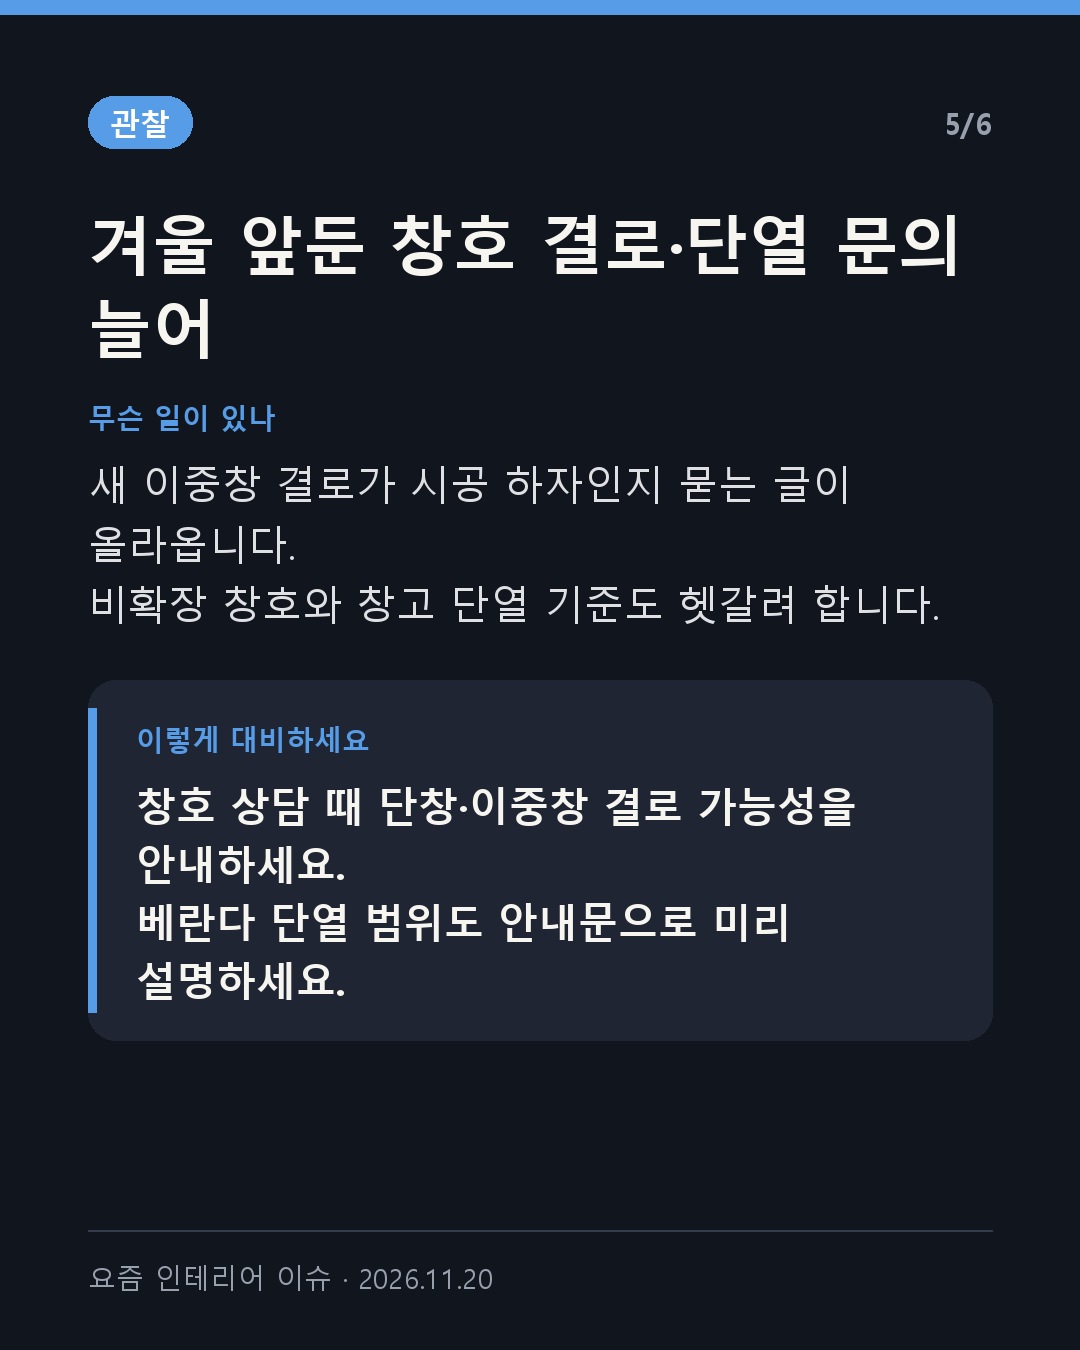 관찰
5/6
겨울 앞둔 창호 결로·단열 문의
늘어
무슨 일이 있나
새 이중창 결로가 시공 하자인지 묻는 글이
올라옵니다.
비확장 창호와 창고 단열 기준도 헷갈려 합니다.
이렇게 대비하세요
창호 상담 때 단창·이중창 결로 가능성을
안내하세요.
베란다 단열 범위도 안내문으로 미리
설명하세요.
요즘 인테리어 이슈 · 2026.11.20